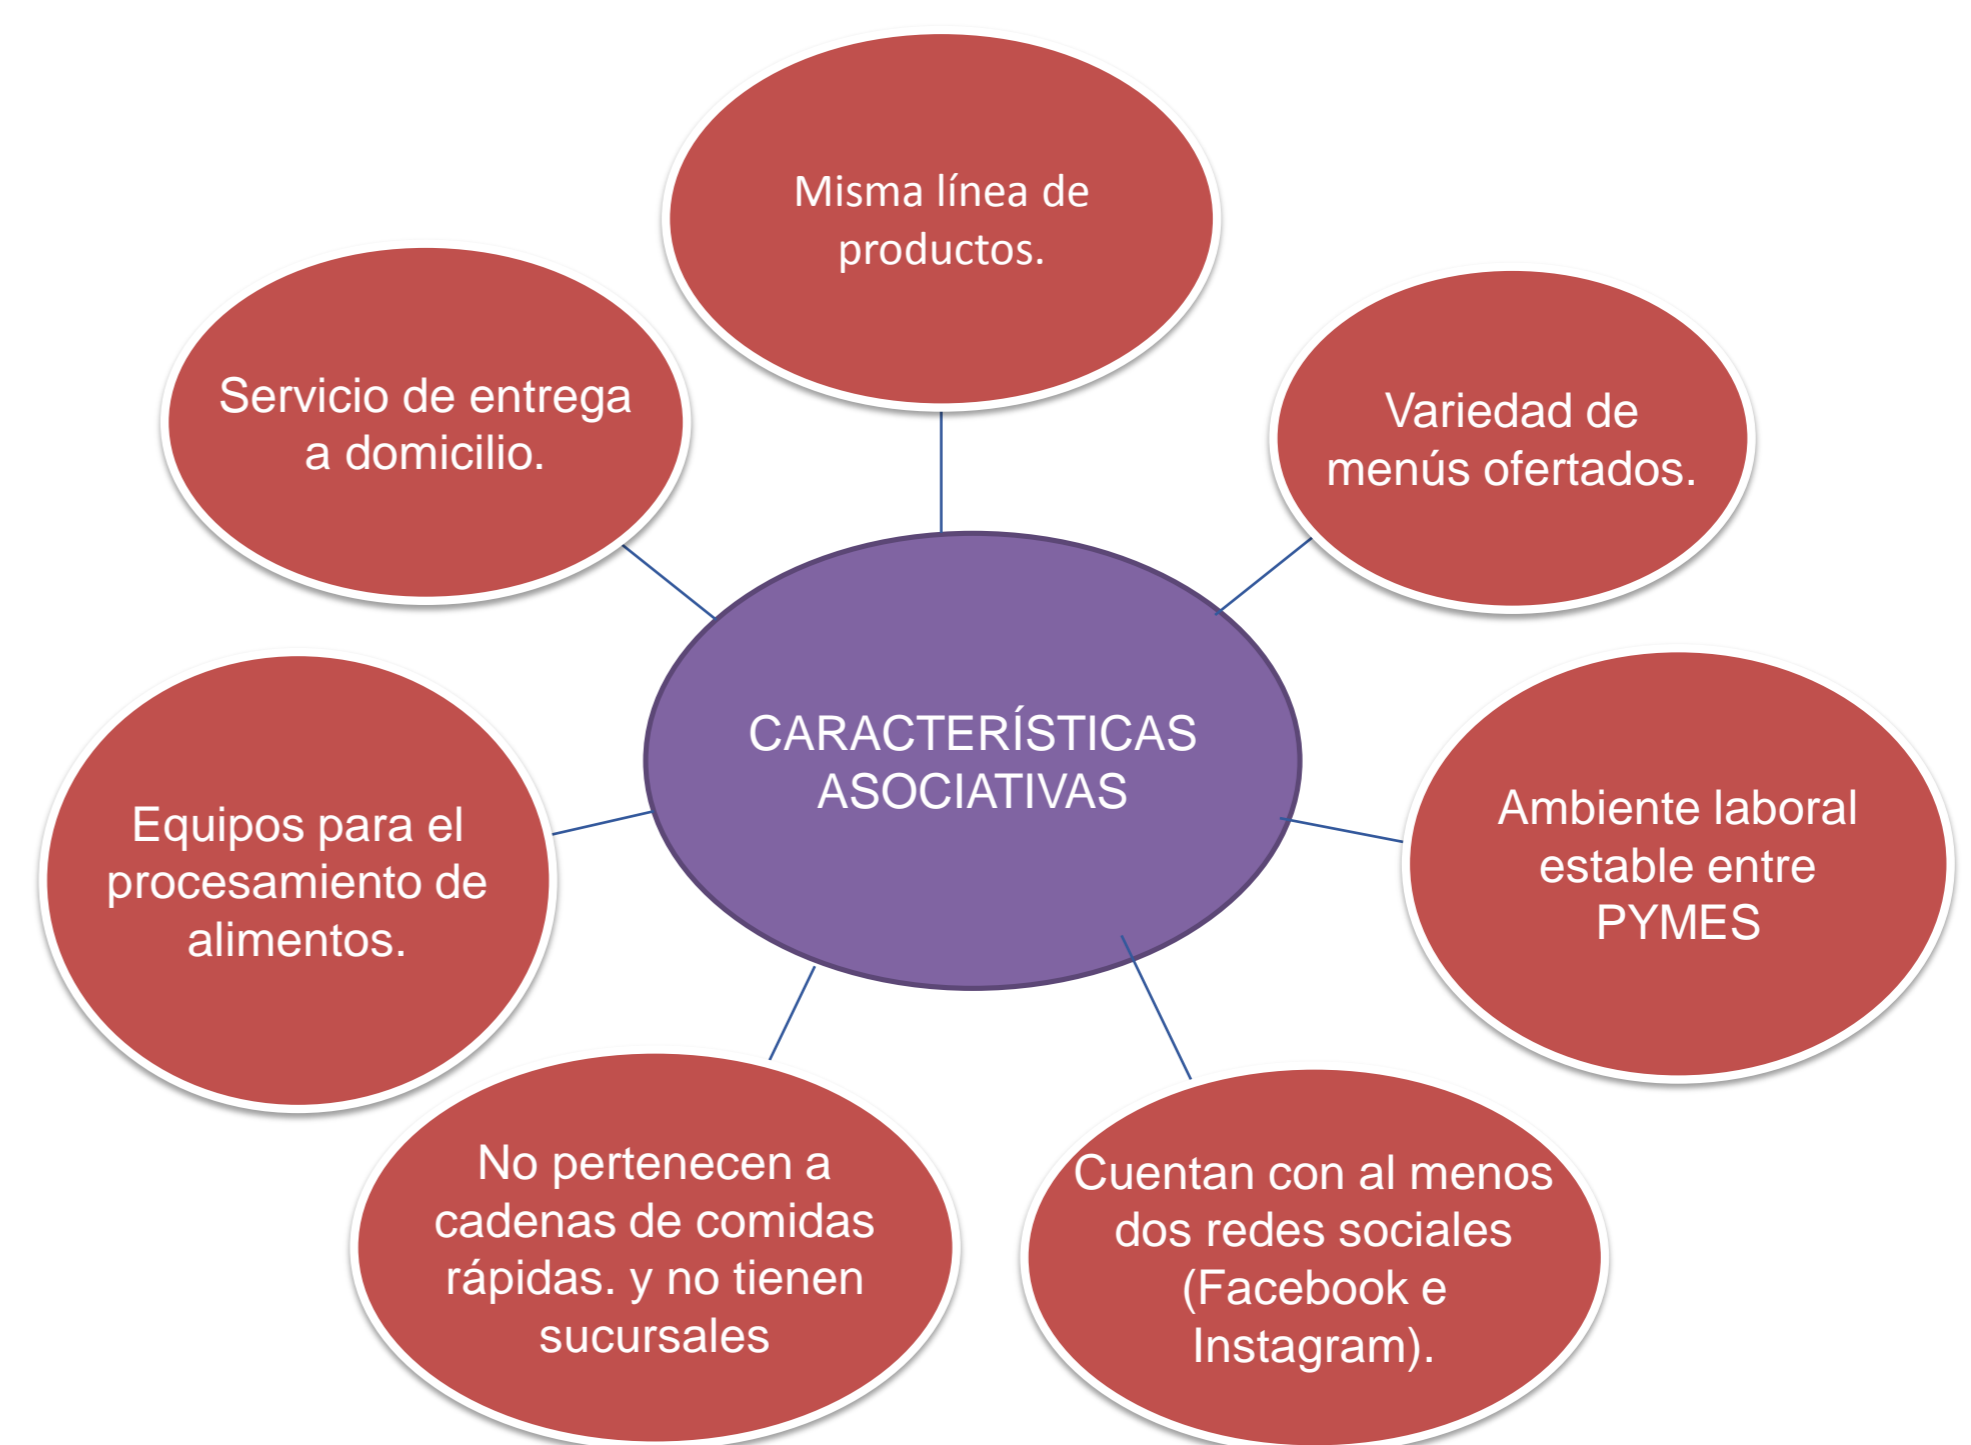 Misma línea de
productos.
Servicio de entrega
a domicilio.
Variedad de
menús ofertados.
CARACTERÍSTICAS
ASOCIATIVAS
Equipos para el
procesamiento de
alimentos.
Ambiente laboral
estable entre
PYMES
No pertenecen a
cadenas de comidas
rápidas. y no tienen
sucursales
Cuentan con al menos
dos redes sociales
(Facebook e
Instagram).